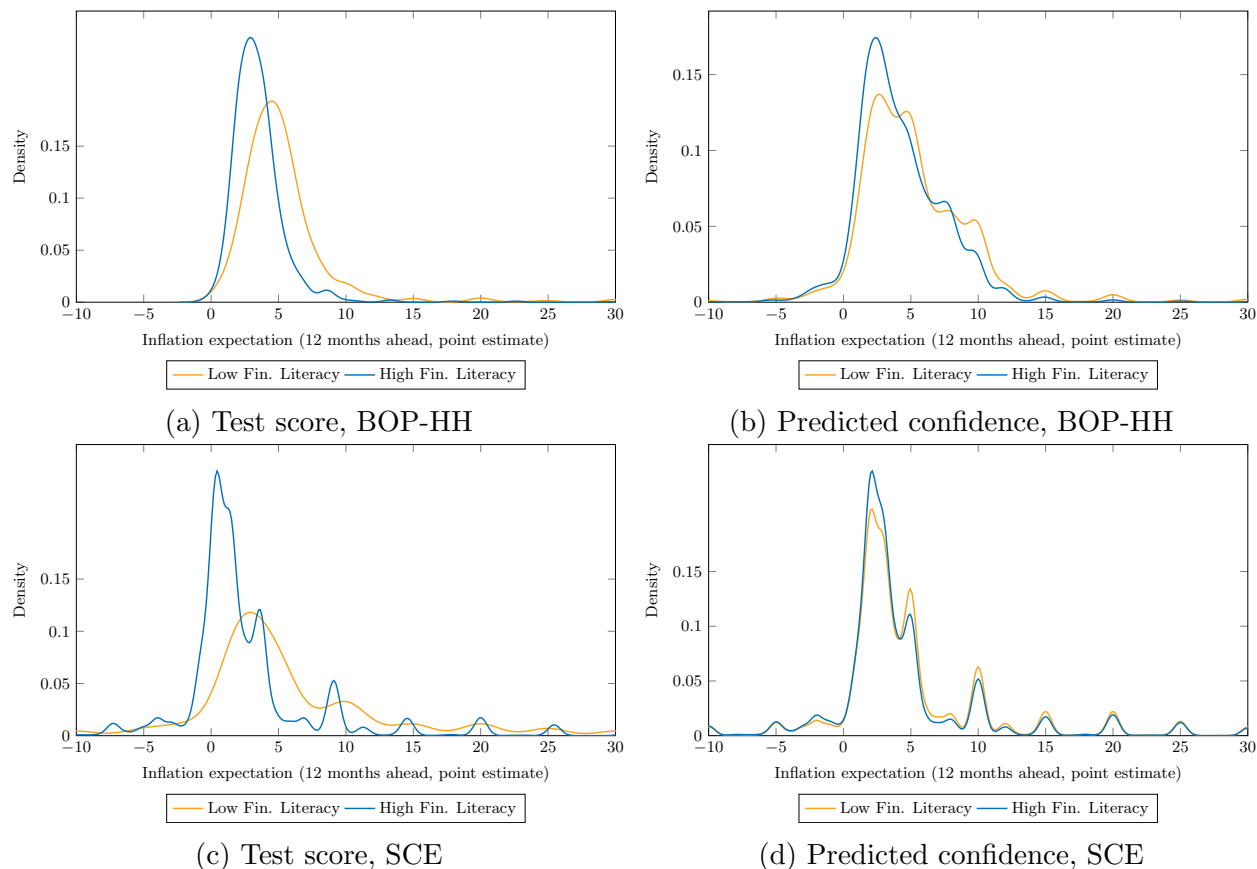 Density
0.15
0.1
0.05
0
−10 −5 0 5 10 15 20 25 30
Inflation expectation (12 months ahead, point estimate)
Low Fin. Literacy High Fin. Literacy
(a) Test score, BOP-HH
Density
0.15
0.1
0.05
0
−10 −5 0 5 10 15 20 25 30
Inflation expectation (12 months ahead, point estimate)
Low Fin. Literacy High Fin. Literacy
(b) Predicted confidence, BOP-HH
Density
0.15
0.1
0.05
0
−10 −5 0 5 10 15 20 25 30
Inflation expectation (12 months ahead, point estimate)
Low Fin. Literacy High Fin. Literacy
(c) Test score, SCE
Density
0.15
0.1
0.05
0
−10 −5 0 5 10 15 20 25 30
Inflation expectation (12 months ahead, point estimate)
Low Fin. Literacy High Fin. Literacy
(d) Predicted confidence, SCE